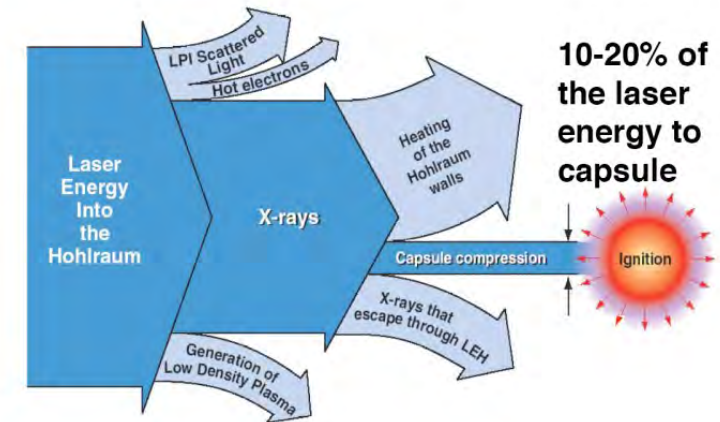 LPI Scattered
Light
Hot electrons
10-20% of
the laser
energy to
capsule
Heating
of the
Hohlraum
walls
Laser
Energy
Into
the
Hohlraum
X-rays
Capsule compression
Ignition
X-rays that
escape through LEH
Generation of
Low Density Plasma